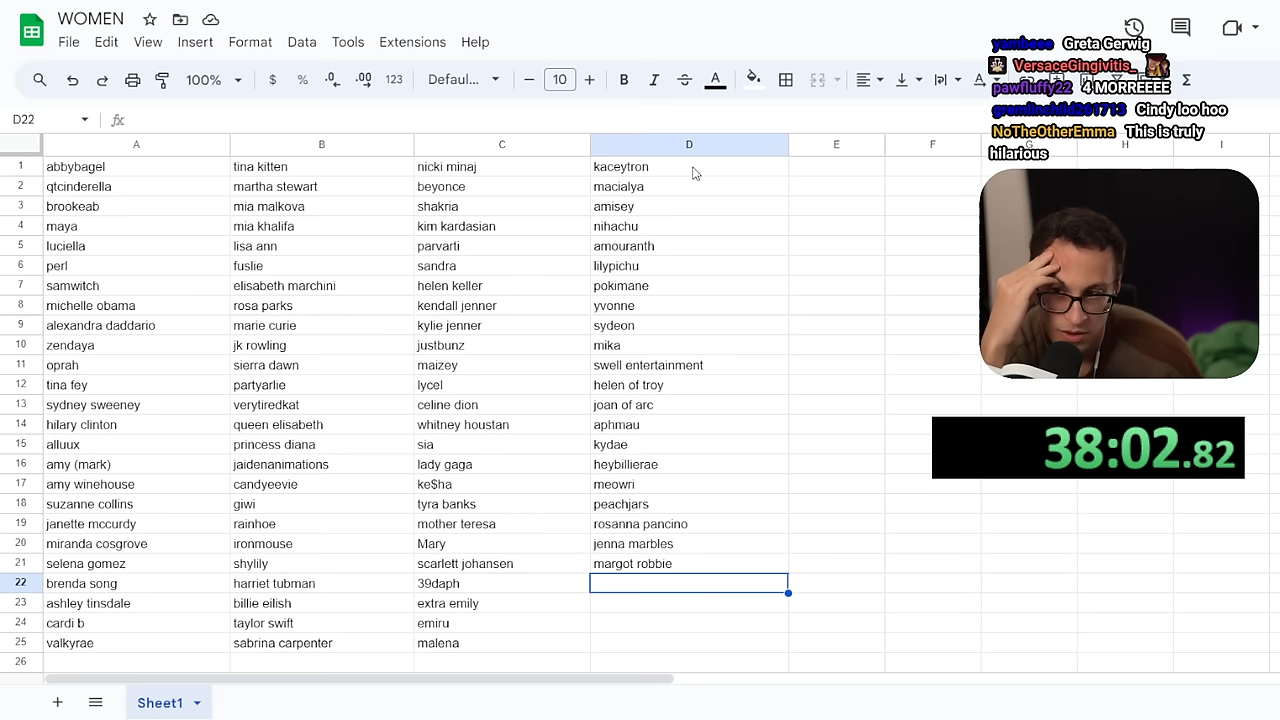 WOMEN
File Edit View Insert Format Data Tools Extensions Help
100% $ % .0 .00 123 Defaul... 10 B I A
D22 fx
yambeee Greta Gerwig
VersaceGingivitis_
pawfluffy22 4 MORREEEE
gremlinchild261713 Cindy loo hoo
NoTheOtherEmma This is truly
hilarious
A B C D E F G H I
1 abbybagel tina kitten nicki minaj kaceytron
2 qtcinderella martha stewart beyonce macialya
3 brookeab mia malkova shakria amisey
4 maya mia khalifa kim kardasian nihachu
5 luciella lisa ann parvarti amouranth
6 perl fuslie sandra lilypichu
7 samwitch elisabeth marchini helen keller pokimane
8 michelle obama rosa parks kendall jenner yvonne
9 alexandra daddario marie curie kylie jenner sydeon
10 zendaya jk rowling justbunz mika
11 oprah sierra dawn maizey swell entertainment
12 tina fey partyarlie lycel helen of troy
13 sydney sweeney verytiredkat celine dion joan of arc
14 hilary clinton queen elisabeth whitney houstan aphmau
15 alluux princess diana sia kydae
16 amy (mark) jaidenanimations lady gaga heybillierae
17 amy winehouse candyeevie ke$ha meowri
18 suzanne collins giwi tyra banks peachjars
19 janette mccurdy rainhoe mother teresa rosanna pancino
20 miranda cosgrove ironmouse Mary jenna marbles
21 selena gomez shylily scarlett johansen margot robbie
22 brenda song harriet tubman 39daph
23 ashley tinsdale billie eilish extra emily
24 cardi b taylor swift emiru
25 valkyrae sabrina carpenter malena
26
38:02.82
Sheet1